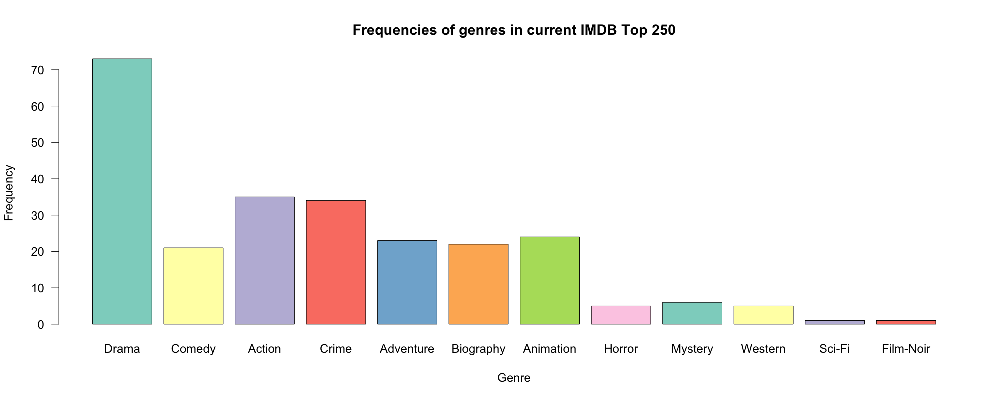 Frequencies of genres in current IMDB Top 250
70
60
50
40
30
20
10
0
Frequency
Drama Comedy Action Crime Adventure Biography Animation Horror Mystery Western Sci-Fi Film-Noir
Genre